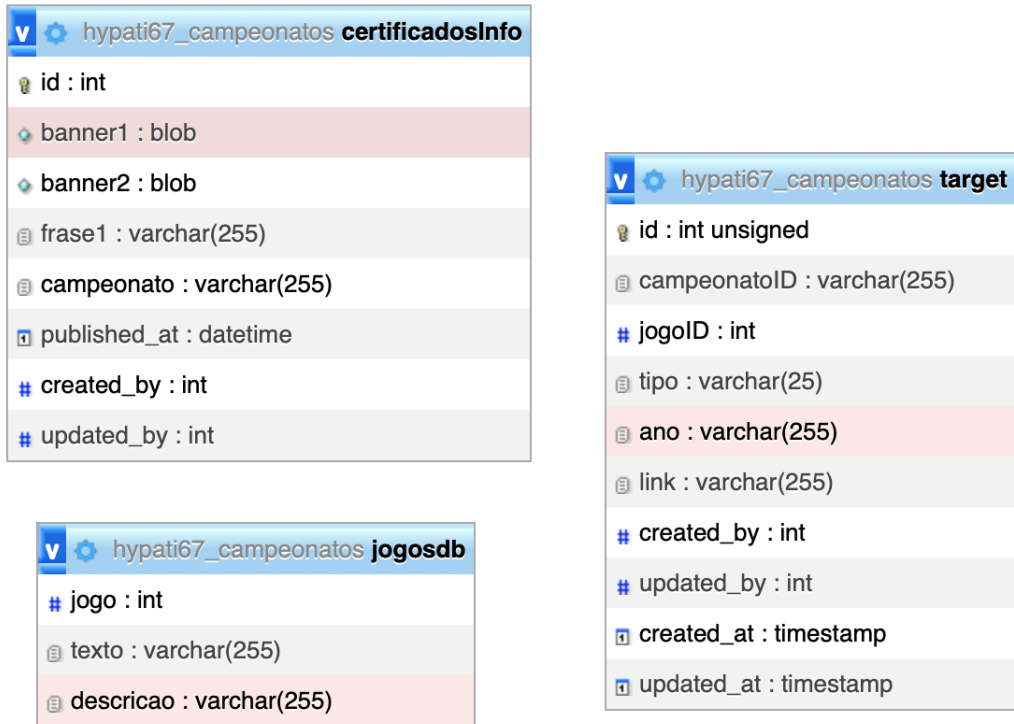 v hypati67_campeonatos certificadosInfo
id : int
banner1 : blob
banner2 : blob
frase1 : varchar(255)
campeonato : varchar(255)
published_at : datetime
# created_by : int
# updated_by : int
v hypati67_campeonatos jogosdb
# jogo : int
texto : varchar(255)
descricao : varchar(255)
v hypati67_campeonatos target
id : int unsigned
campeonatoID : varchar(255)
# jogoID : int
tipo : varchar(25)
ano : varchar(255)
link : varchar(255)
# created_by : int
# updated_by : int
created_at : timestamp
updated_at : timestamp